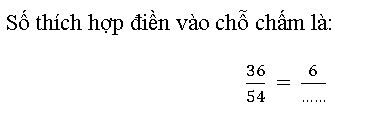 Số thích hợp điền vào chỗ chấm là:
36/54 = 6/......